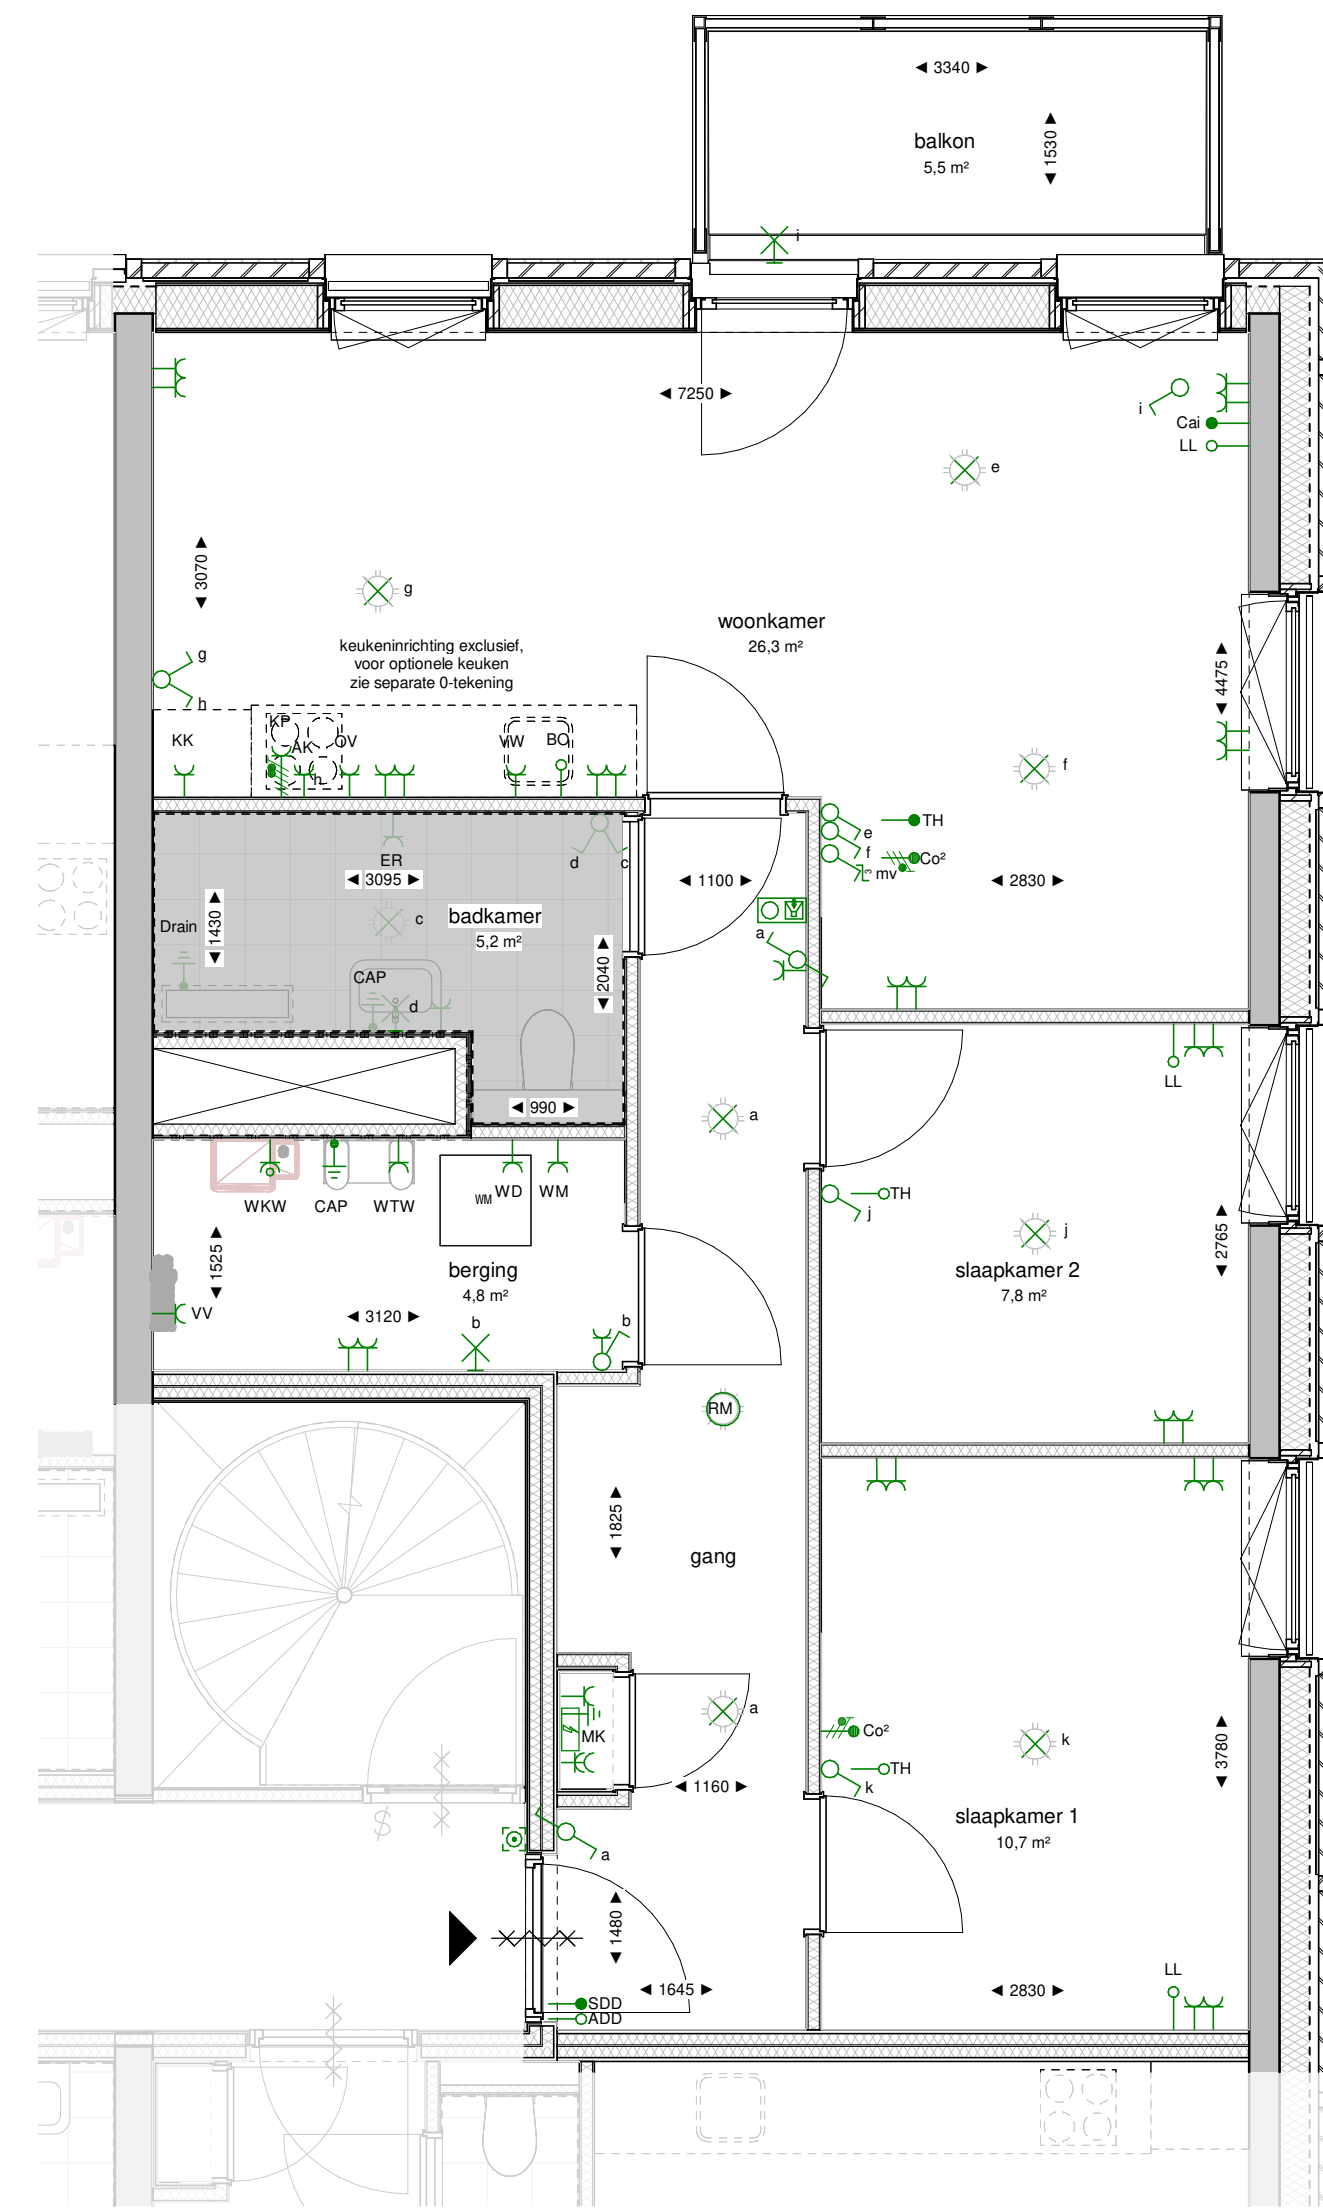 3340
balkon
5,5 m²
1530
i
7250
i
Cai
LL
e
3070
g
woonkamer
26,3 m²
keukeninrichting exclusief,
voor optionele keuken
zie separate 0-tekening
g
h
4475
KK
KP
AK
OV
h
VW
BO
f
TH
e
f
Co²
3 mv
ER
d
c
3095
1100
2830
Drain
1430
c
badkamer
5,2 m²
2040
a
CAP
d
LL
990
a
WKW
CAP
WTW
WM
WD
WM
TH
j
j
1525
berging
4,8 m²
slaapkamer 2
7,8 m²
2765
VV
3120
b
b
RM
1825
gang
MK
a
Co²
k
3780
TH
k
1160
slaapkamer 1
10,7 m²
$
a
1480
LL
1645
2830
SDD
ADD